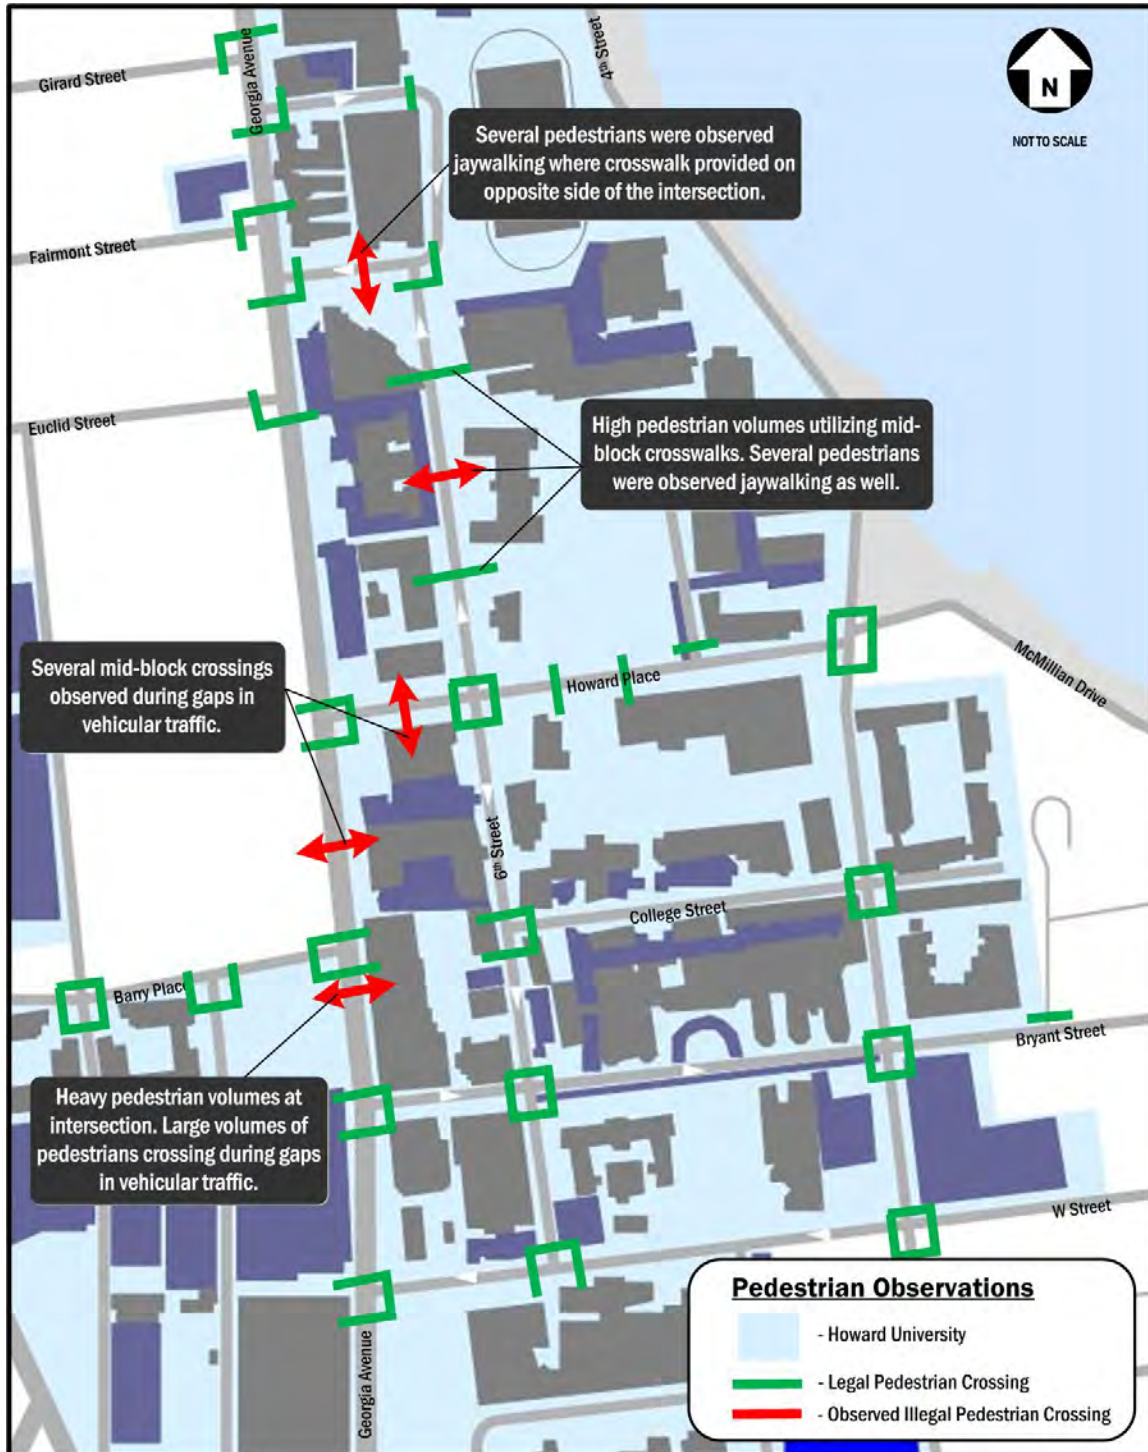 Girard Street
Georgia Avenue
4th Street
N
NOT TO SCALE
Several pedestrians were observed
jaywalking where crosswalk provided on
opposite side of the intersection.
Fairmont Street
Euclid Street
High pedestrian volumes utilizing mid-
block crosswalks. Several pedestrians
were observed jaywalking as well.
Several mid-block crossings
observed during gaps in
vehicular traffic.
Howard Place
McMillian Drive
6th Street
College Street
Barry Place
Bryant Street
Heavy pedestrian volumes at
intersection. Large volumes of
pedestrians crossing during gaps
in vehicular traffic.
W Street
Georgia Avenue
Pedestrian Observations
- Howard University
- Legal Pedestrian Crossing
- Observed Illegal Pedestrian Crossing